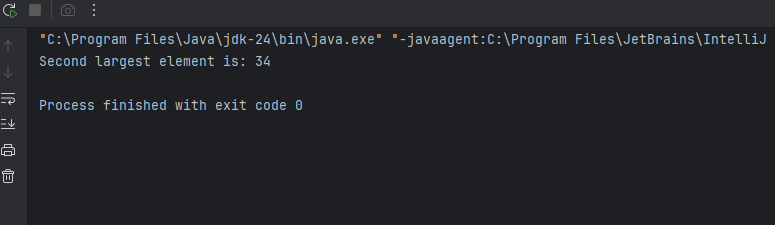 "C:\Program Files\Java\jdk-24\bin\java.exe" "-javaagent:C:\Program Files\JetBrains\IntelliJ
Second largest element is: 34
Process finished with exit code 0